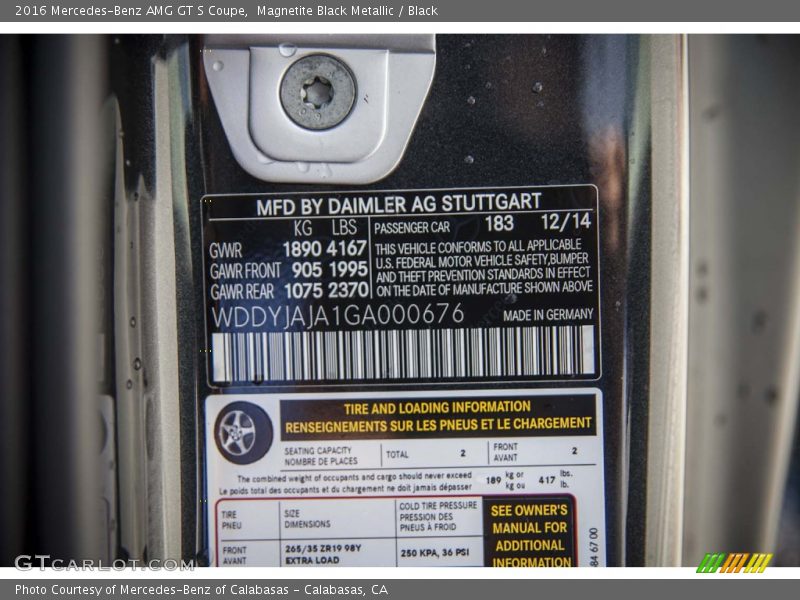 2016 Mercedes-Benz AMG GT S Coupe,  Magnetite Black Metallic / Black
MFD BY DAIMLER AG STUTTGART
KG LBS
PASSENGER CAR 183 12/14
GVWR 1890 4167
GAWR FRONT 905 1995
GAWR REAR 1075 2370
THIS VEHICLE CONFORMS TO ALL APPLICABLE
U.S. FEDERAL MOTOR VEHICLE SAFETY,BUMPER
AND THEFT PREVENTION STANDARDS IN EFFECT
ON THE DATE OF MANUFACTURE SHOWN ABOVE
WDDYJAJA1GA000676 MADE IN GERMANY
TIRE AND LOADING INFORMATION
RENSEIGNEMENTS SUR LES PNEUS ET LE CHARGEMENT
SEATING CAPACITY
NOMBRE DE PLACES
TOTAL 2
FRONT
AVANT
2
The combined weight of occupants and cargo should never exceed
Le poids total des occupants et du chargement ne doit jamais dépasser
189 kg or
kg ou
417 lbs.
lb.
TIRE
PNEU
SIZE
DIMENSIONS
COLD TIRE PRESSURE
PRESSION DES
PNEUS À FROID
SEE OWNER'S
MANUAL FOR
ADDITIONAL
INFORMATION
FRONT
AVANT
265/35 ZR19 98Y
EXTRA LOAD
250 KPA, 36 PSI
84 67 00
GTcarlot.com
Photo Courtesy of Mercedes-Benz of Calabasas - Calabasas, CA